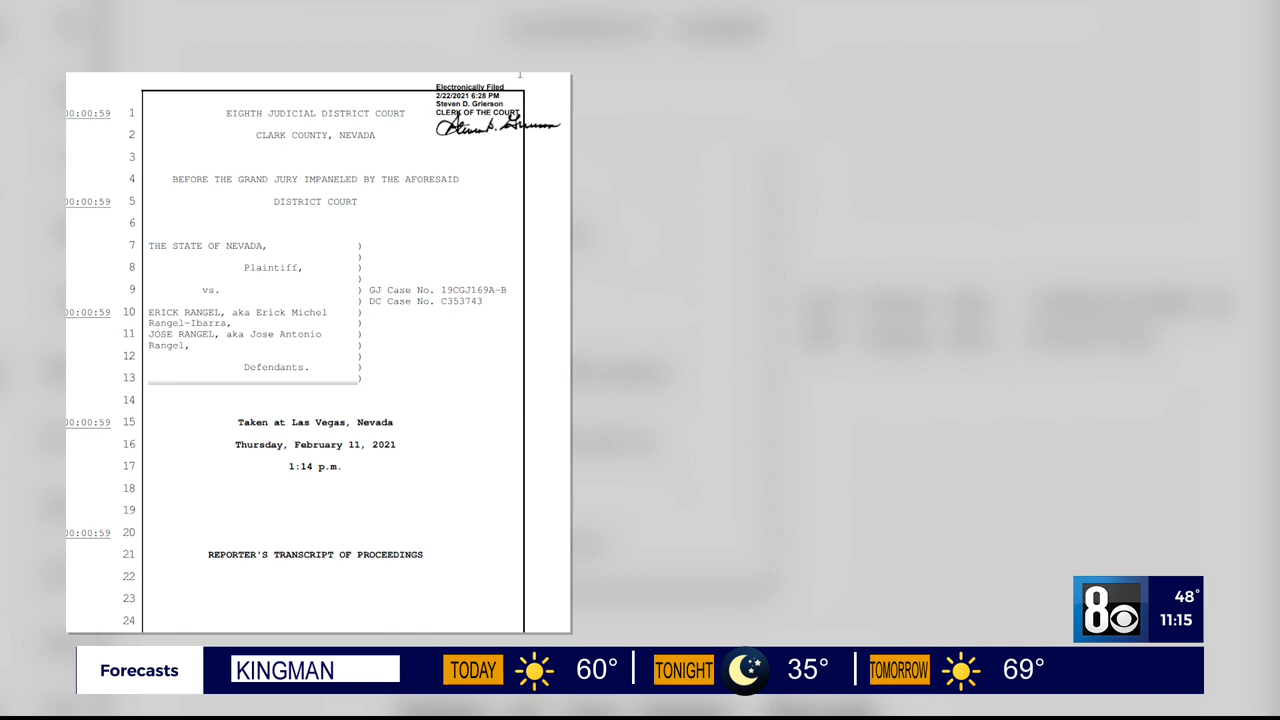 1
Electronically Filed
2/22/2021 6:28 PM
Steven D. Grierson
CLERK OF THE COURT
Steven D. Grierson
00:00:59 1 EIGHTH JUDICIAL DISTRICT COURT
2 CLARK COUNTY, NEVADA
3
4 BEFORE THE GRAND JURY IMPANELED BY THE AFORESAID
00:00:59 5 DISTRICT COURT
6
7 THE STATE OF NEVADA, )
)
8 Plaintiff, )
)
9 vs. ) GJ Case No. 19CGJ169A-B
) DC Case No. C353743
00:00:59 10 ERICK RANGEL, aka Erick Michel )
Rangel-Ibarra, )
11 JOSE RANGEL, aka Jose Antonio )
Rangel, )
12 )
Defendants. )
13 )
14
00:00:59 15 Taken at Las Vegas, Nevada
16 Thursday, February 11, 2021
17 1:14 p.m.
18
19
00:00:59 20
21 REPORTER'S TRANSCRIPT OF PROCEEDINGS
22
23
24
8 48°
11:15
Forecasts KINGMAN TODAY 60° TONIGHT 35° TOMORROW 69°